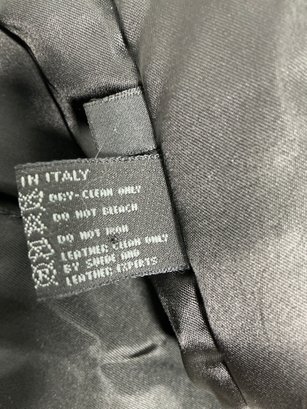 IN ITALY
DRY-CLEAN ONLY
DO NOT BLEACH
DO NOT IRON
LEATHER CLEAN ONLY
BY SUEDE AND
LEATHER EXPERTS